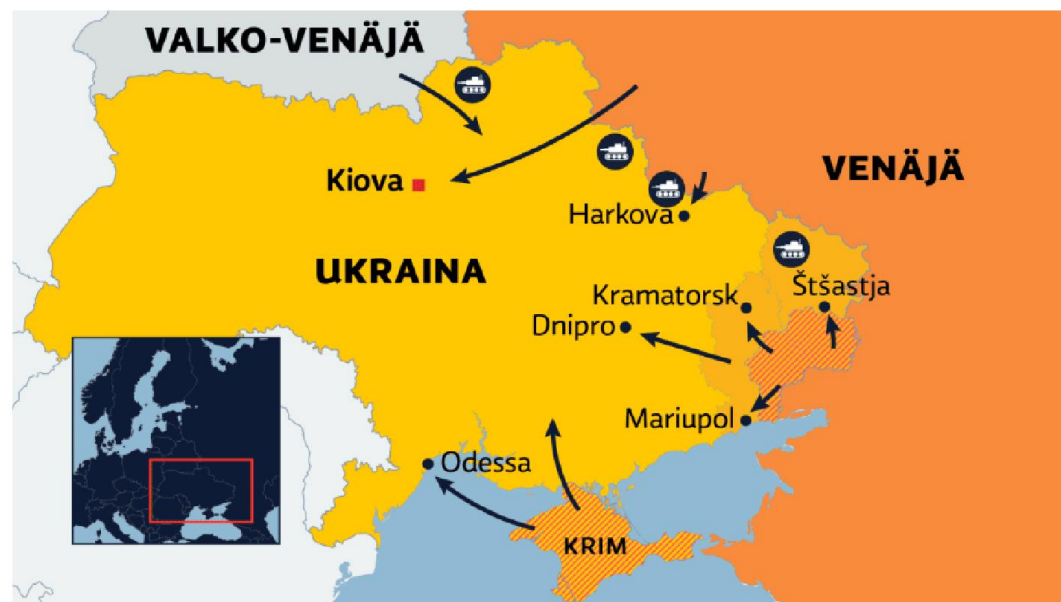 VALKO-VENÄJÄ
VENÄJÄ
Kiova
Harkova
UKRAINA
Kramatorsk
Štšastja
Dnipro
Mariupol
Odessa
KRIM